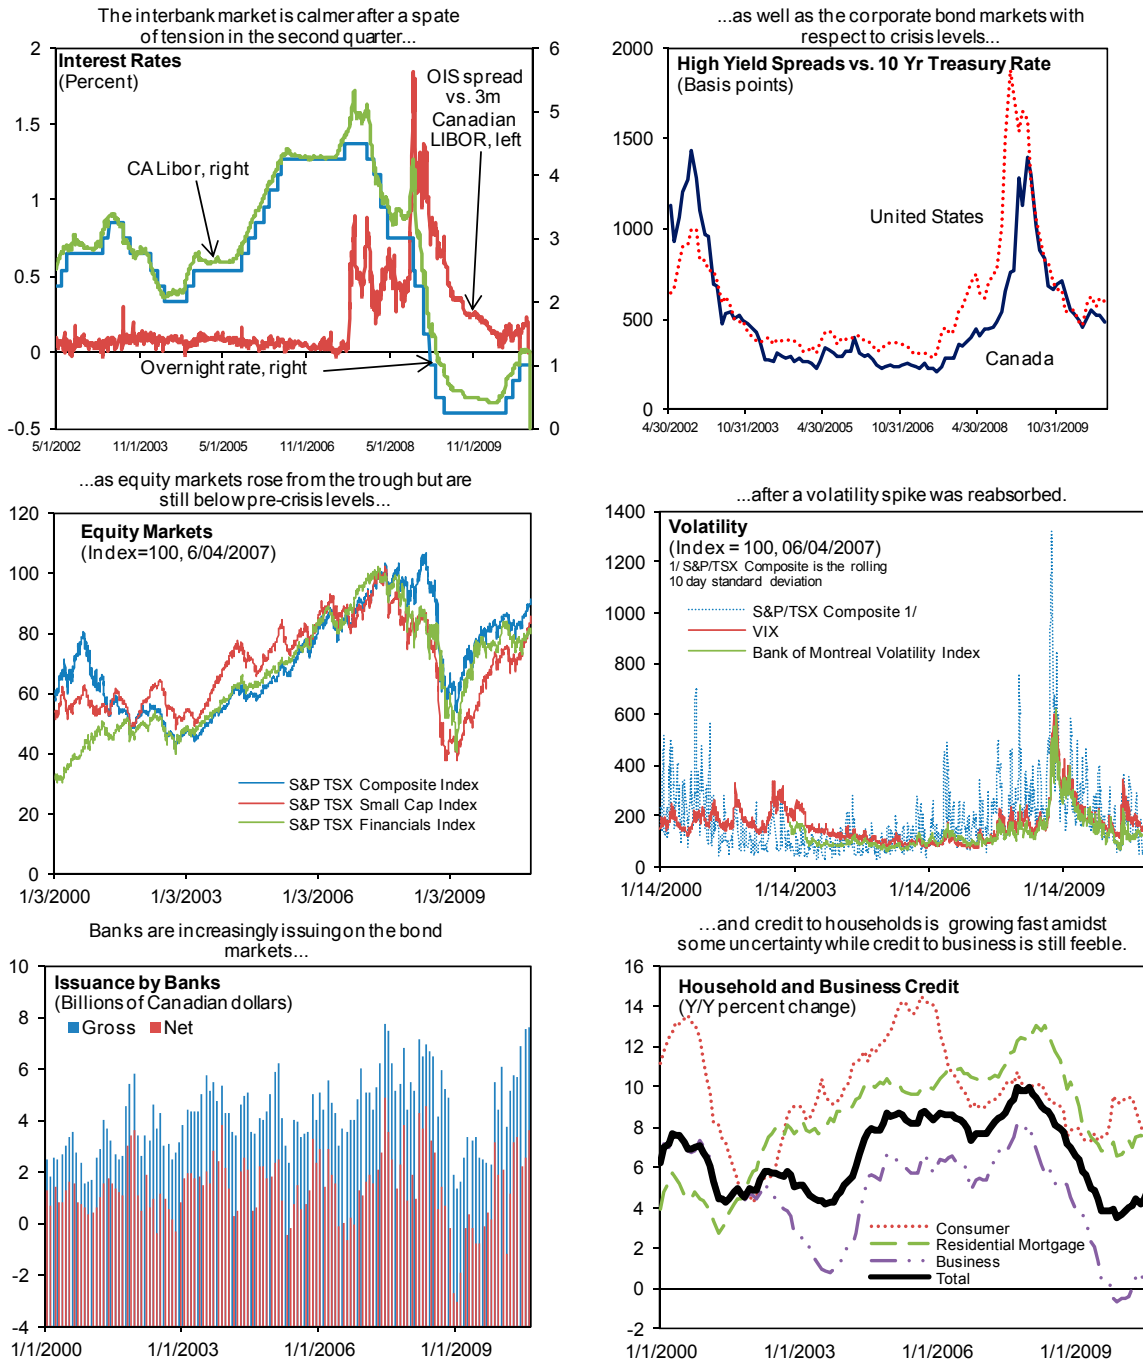 The interbank market is calmer after a spate
of tension in the second quarter...
2
1.5
1
0.5
0
-0.5
6
5
4
3
2
1
0
Interest Rates
(Percent)
OIS spread
vs. 3m
Canadian
LIBOR, left
CA Libor, right
Overnight rate, right
5/1/2002 11/1/2003 5/1/2005 11/1/2006 5/1/2008 11/1/2009
...as well as the corporate bond markets with
respect to crisis levels...
2000
1500
1000
500
0
High Yield Spreads vs. 10 Yr Treasury Rate
(Basis points)
United States
Canada
4/30/2002 10/31/2003 4/30/2005 10/31/2006 4/30/2008 10/31/2009
...as equity markets rose from the trough but are
still below pre-crisis levels...
120
100
80
60
40
20
0
Equity Markets
(Index=100, 6/04/2007)
S&P TSX Composite Index
S&P TSX Small Cap Index
S&P TSX Financials Index
1/3/2000 1/3/2003 1/3/2006 1/3/2009
...after a volatility spike was reabsorbed.
1400
1200
1000
800
600
400
200
0
Volatility
(Index = 100, 06/04/2007)
1/ S&P/TSX Composite is the rolling
10 day standard deviation
S&P/TSX Composite 1/
VIX
Bank of Montreal Volatility Index
1/14/2000 1/14/2003 1/14/2006 1/14/2009
Banks are increasingly issuing on the bond
markets...
10
8
6
4
2
0
-2
-4
Issuance by Banks
(Billions of Canadian dollars)
Gross Net
1/1/2000 1/1/2003 1/1/2006 1/1/2009
...and credit to households is growing fast amidst
some uncertainty while credit to business is still feeble.
16
14
12
10
8
6
4
2
0
-2
Household and Business Credit
(Y/Y percent change)
Consumer
Residential Mortgage
Business
Total
1/1/2000 1/1/2003 1/1/2006 1/1/2009